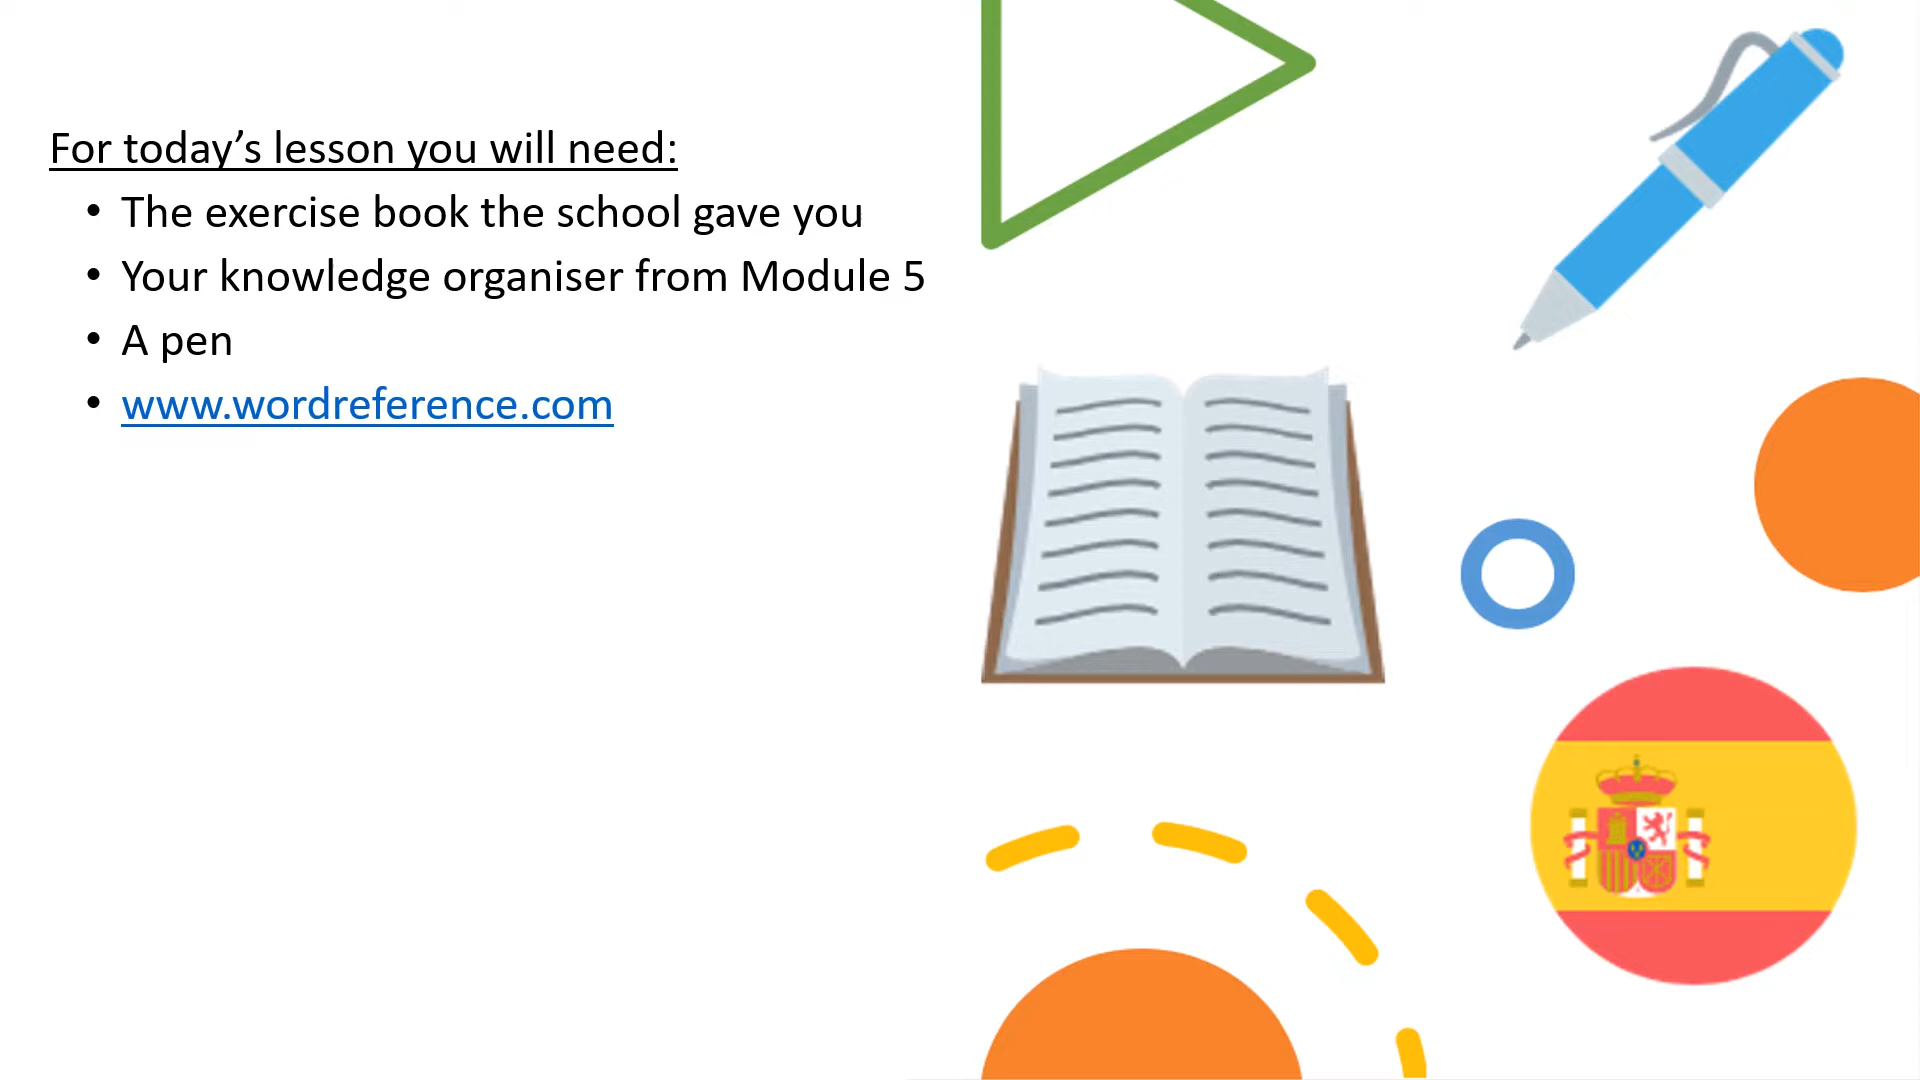 For today’s lesson you will need:
• The exercise book the school gave you
• Your knowledge organiser from Module 5
• A pen
• www.wordreference.com